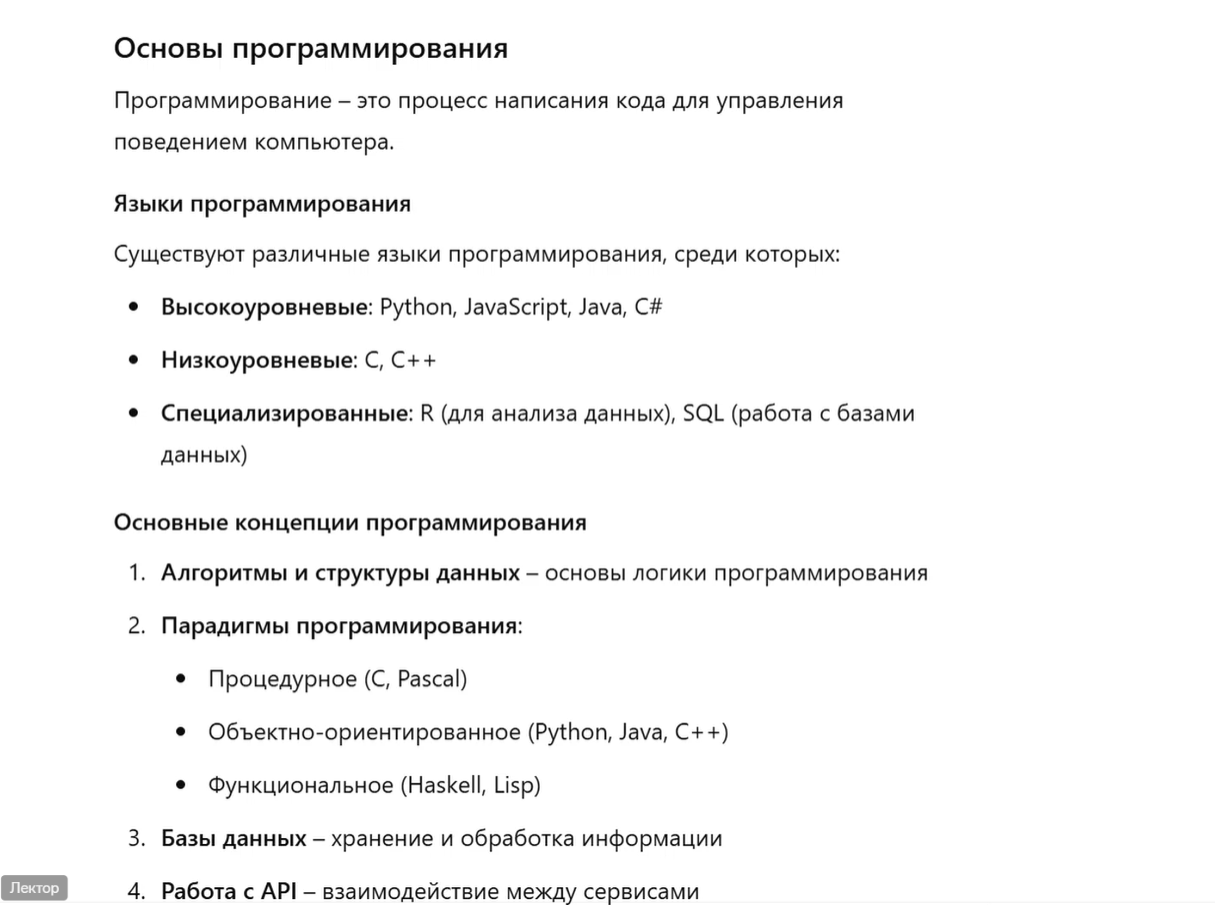 Основы программирования
Программирование – это процесс написания кода для управления
поведением компьютера.
Языки программирования
Существуют различные языки программирования, среди которых:
• Высокоуровневые: Python, JavaScript, Java, C#
• Низкоуровневые: C, C++
• Специализированные: R (для анализа данных), SQL (работа с базами
данных)
Основные концепции программирования
1. Алгоритмы и структуры данных – основы логики программирования
2. Парадигмы программирования:
• Процедурное (C, Pascal)
• Объектно-ориентированное (Python, Java, C++)
• Функциональное (Haskell, Lisp)
3. Базы данных – хранение и обработка информации
4. Работа с API – взаимодействие между сервисами
Лектор